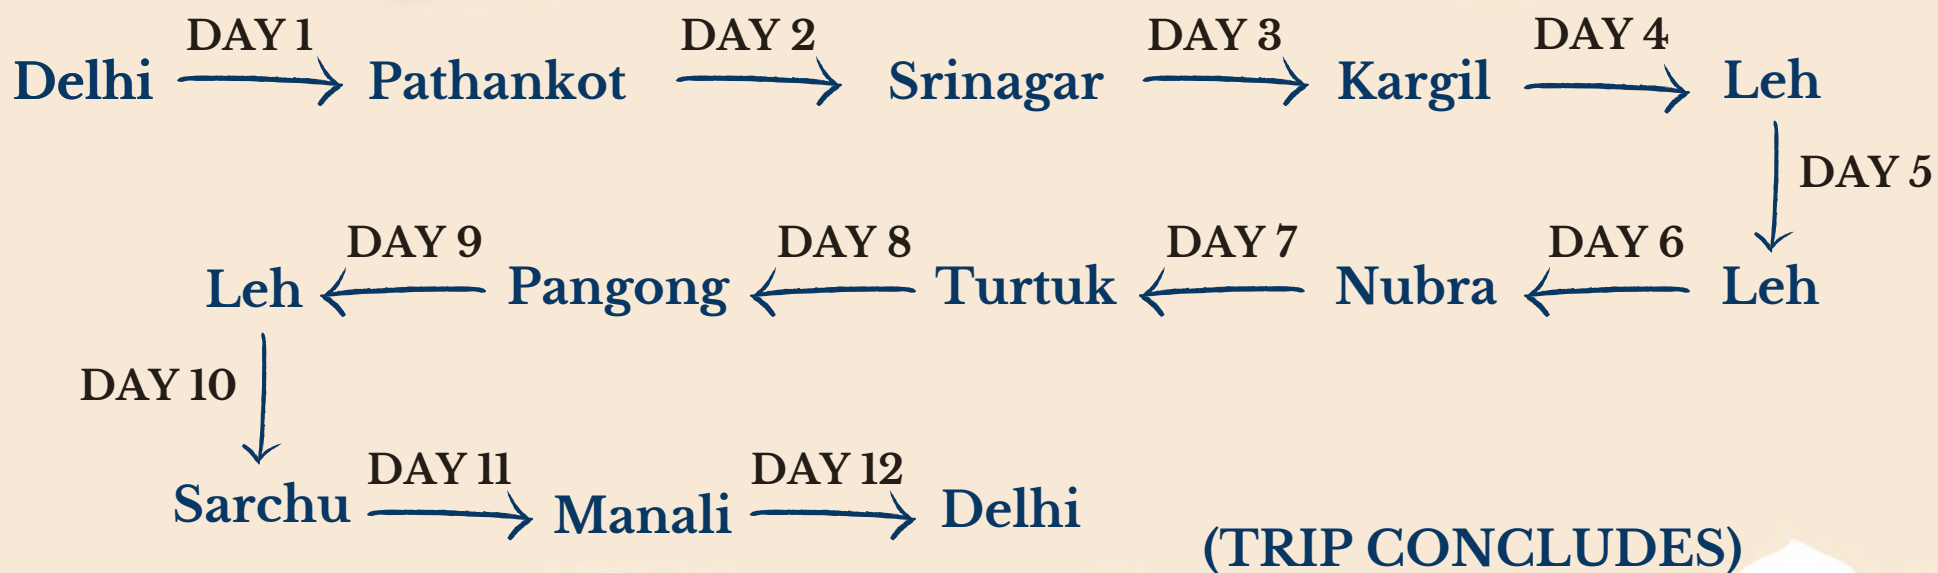 DAY 1 DAY 2 DAY 3 DAY 4
Delhi Pathankot Srinagar Kargil Leh
DAY 5
DAY 9 DAY 8 DAY 7 DAY 6
Leh Pangong Turtuk Nubra Leh
DAY 10
DAY 11 DAY 12
Sarchu Manali Delhi
(TRIP CONCLUDES)